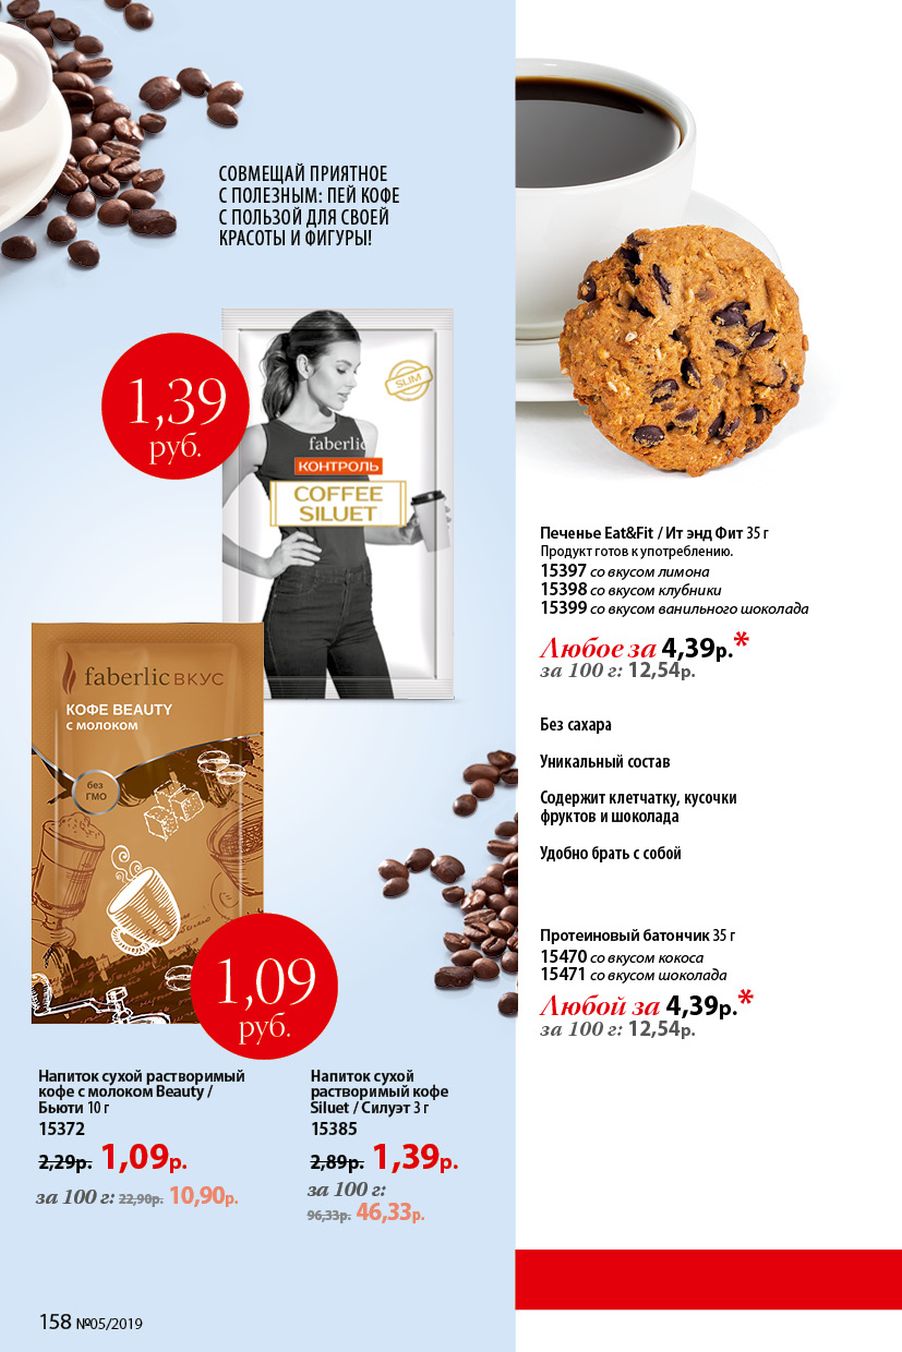 СОВМЕЩАЙ ПРИЯТНОЕ
С ПОЛЕЗНЫМ: ПЕЙ КОФЕ
С ПОЛЬЗОЙ ДЛЯ СВОЕЙ
КРАСОТЫ И ФИГУРЫ!
1,39
руб.
SLIM
faberlic
КОНТРОЛЬ
COFFEE
SILUET
faberlic ВКУС
КОФЕ BEAUTY
С МОЛОКОМ
без
ГМО
1,09
руб.
Напиток сухой растворимый
кофе с молоком Beauty /
Бьюти 10 г
15372
2,29р. 1,09р.
за 100 г: 22,90р. 10,90р.
Напиток сухой
растворимый кофе
Siluet / Силуэт 3 г
15385
2,89р. 1,39р.
за 100 г:
96,33р. 46,33р.
158 №05/2019
Печенье Eat&Fit / Ит энд Фит 35 г
Продукт готов к употреблению.
15397 со вкусом лимона
15398 со вкусом клубники
15399 со вкусом ванильного шоколада
Любое за 4,39р.*
за 100 г: 12,54р.
Без сахара
Уникальный состав
Содержит клетчатку, кусочки
фруктов и шоколада
Удобно брать с собой
Протеиновый батончик 35 г
15470 со вкусом кокоса
15471 со вкусом шоколада
Любой за 4,39р.*
за 100 г: 12,54р.